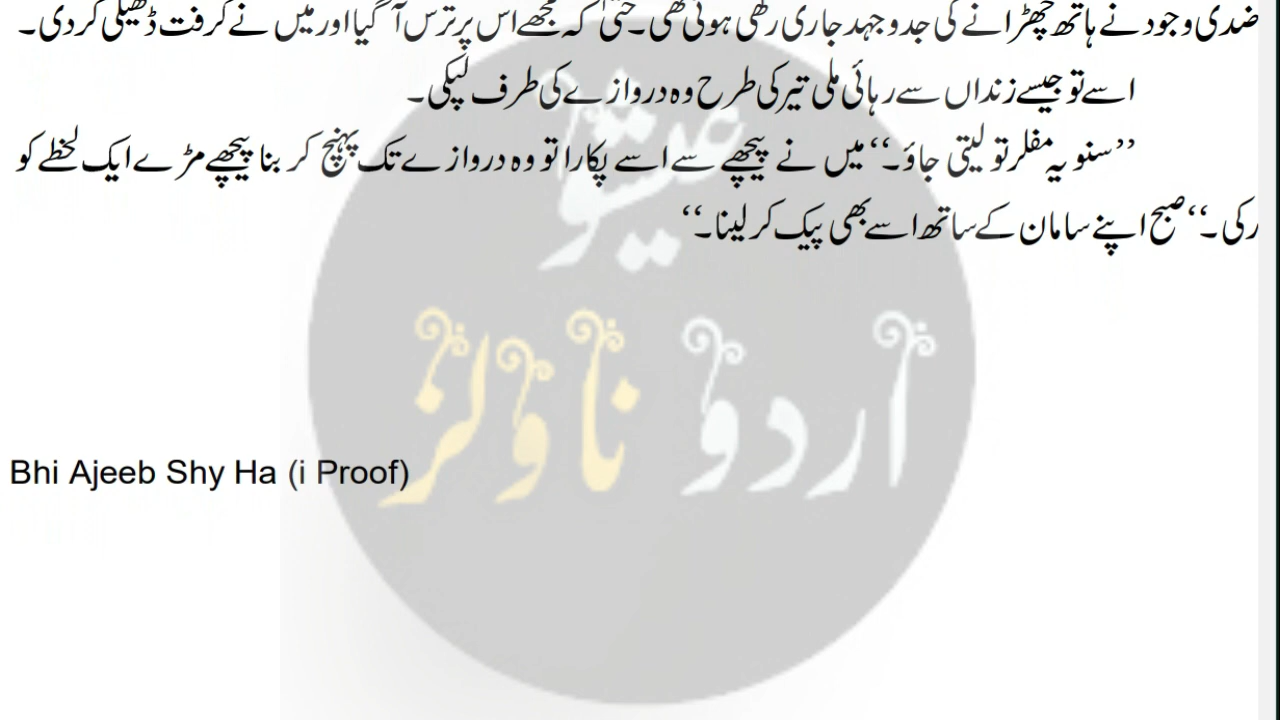 ضدی وجود نے ہاتھ چھڑانے کی جدوجہد جاری رکھی ہوئی تھی۔ حتیٰ کہ مجھے اس پر ترس آ گیا اور میں نے گرفت ڈھیلی کر دی۔
اسے تو جیسے زنداں سے رہائی ملی تیر کی طرح وہ دروازے کی طرف لپکی۔
’’سنو یہ مفلر تو لیتی جاؤ۔‘‘ میں نے پیچھے سے اسے پکارا تو وہ دروازے تک پہنچ کر بنا پیچھے مڑے ایک لحظے کو
رکی۔ ‘‘صبح اپنے سامان کے ساتھ اسے بھی پیک کر لینا۔‘‘
اردو ناولز
Bhi Ajeeb Shy Ha (i Proof)